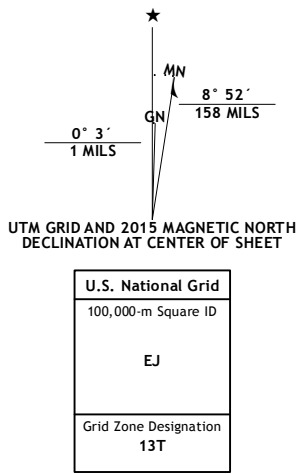 ★
MN
8° 52´
158 MILS
GN
0° 3´
1 MILS
UTM GRID AND 2015 MAGNETIC NORTH
DECLINATION AT CENTER OF SHEET
U.S. National Grid
100,000-m Square ID
EJ
Grid Zone Designation
13T